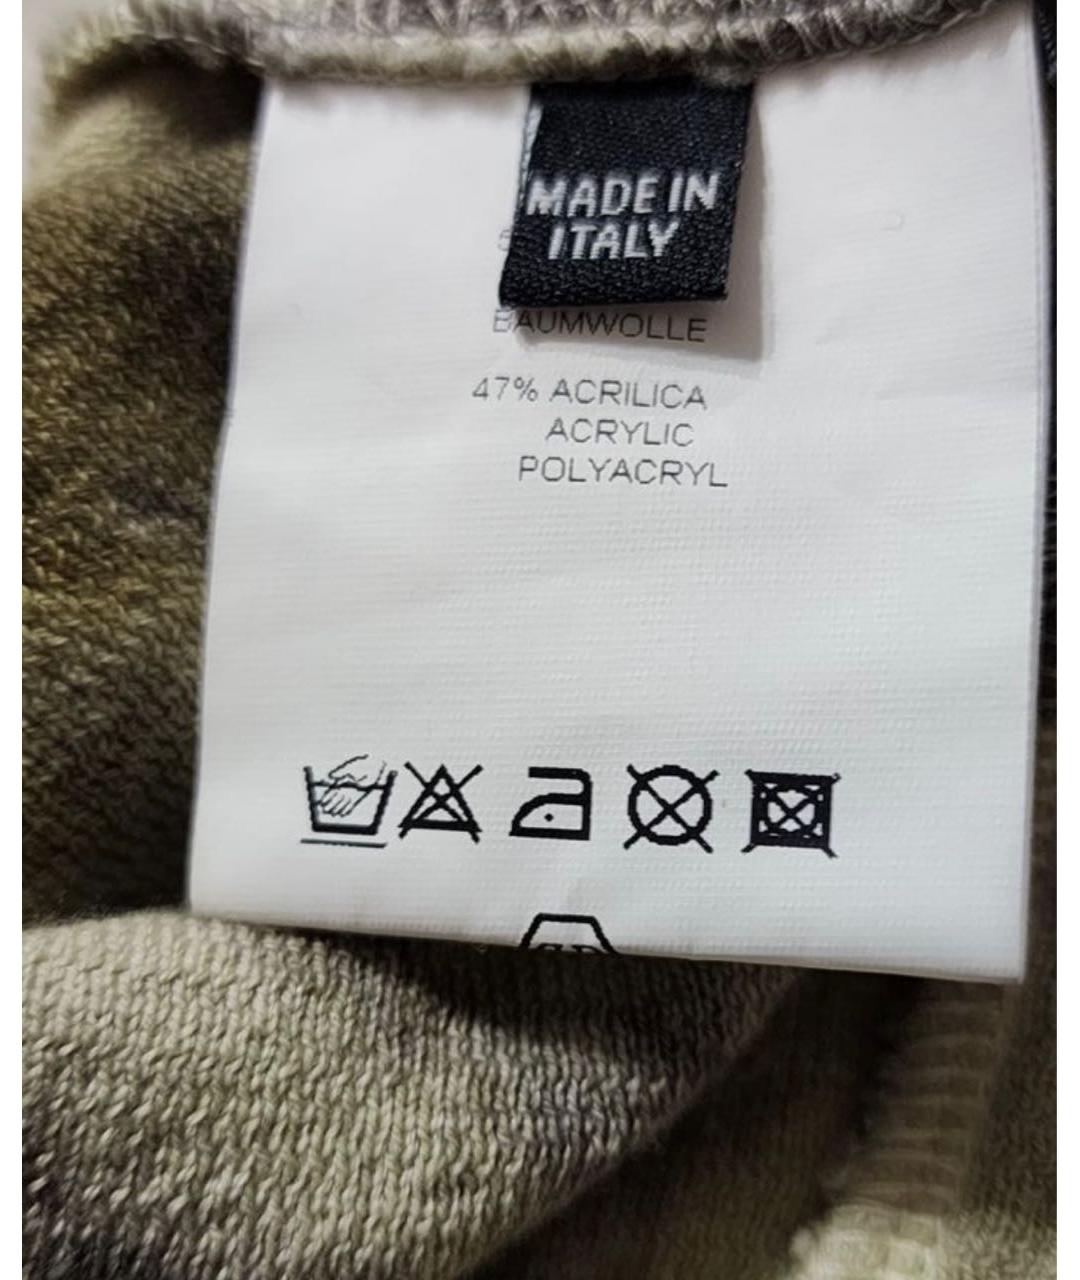 MADE IN
ITALY
BAUMWOLLE
47% ACRILICA
ACRYLIC
POLYACRYL